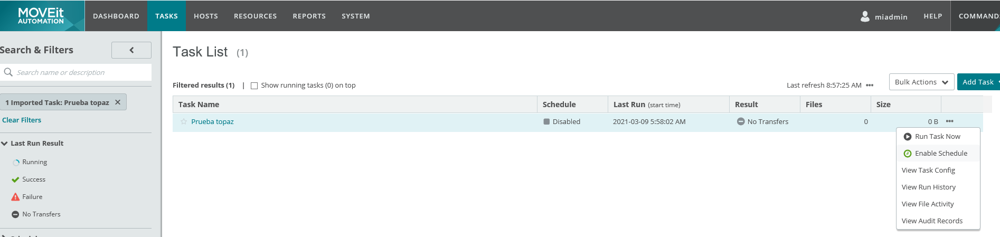 MOVEit
AUTOMATION
DASHBOARD TASKS HOSTS RESOURCES REPORTS SYSTEM miadmin HELP COMMAND
Search & Filters
Search name or description
1 Imported Task: Prueba topaz
Clear Filters
Last Run Result
Running
Success
Failure
No Transfers
Task List (1)
Filtered results (1) | Show running tasks (0) on top Last refresh 8:57:25 AM Bulk Actions Add Task
Task Name Schedule Last Run (start time) Result Files Size
Prueba topaz Disabled 2021-03-09 5:58:02 AM No Transfers 0 0 B
Run Task Now
Enable Schedule
View Task Config
View Run History
View File Activity
View Audit Records